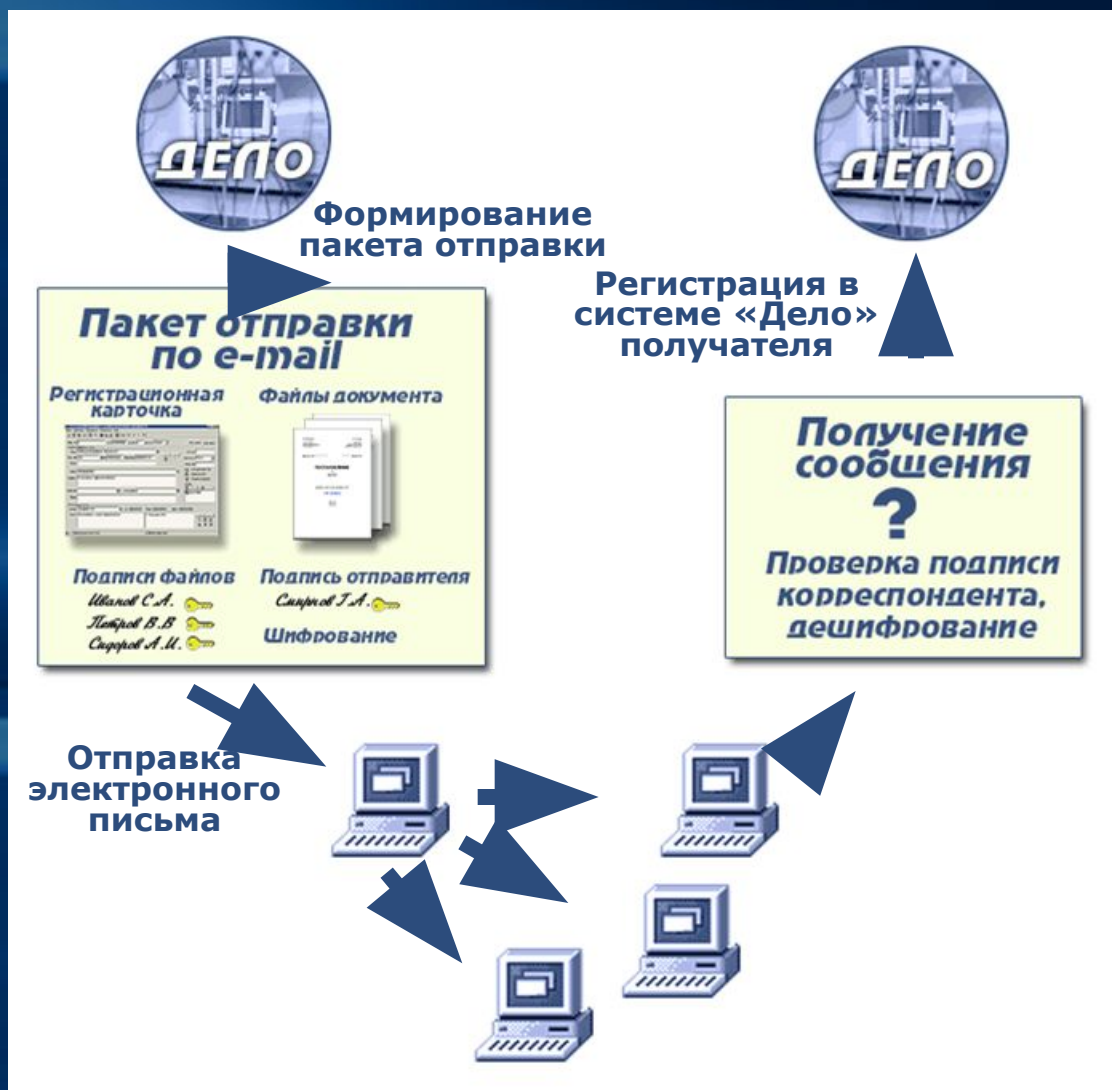 ДЕЛО
ДЕЛО
Формирование
пакета отправки
Регистрация в
системе «Дело»
получателя
Пакет отправки
по e-mail
Регистрационная
карточка
Файлы документа
Подписи файлов
Иванов С.А.
Петров В.В
Сидоров А.И.
Подпись отправителя
Смирнов Г.А.
Шифрование
Получение
сообщения
?
Проверка подписи
корреспондента,
дешифрование
Отправка
электронного
письма